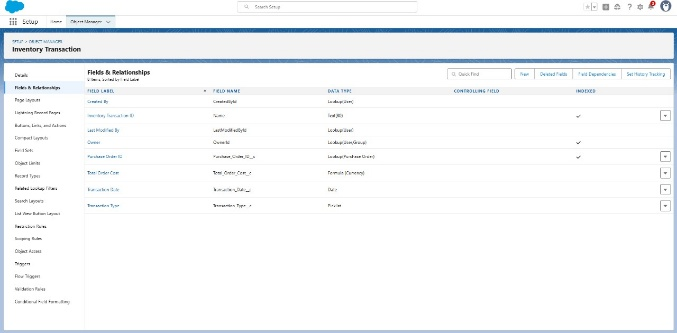 Search Setup
Setup Home Object Manager
SETUP > OBJECT MANAGER
Inventory Transaction
Details
Fields & Relationships
Page Layouts
Lightning Record Pages
Buttons, Links, and Actions
Compact Layouts
Field Sets
Object Limits
Record Types
Related Lookup Filters
Search Layouts
List View Button Layout
Restriction Rules
Scoping Rules
Object Access
Triggers
Flow Triggers
Validation Rules
Conditional Field Formatting
Fields & Relationships
Items, Sorted by Field Label
Quick Find New Deleted Fields Field Dependencies Set History Tracking
FIELD LABEL FIELD NAME DATA TYPE CONTROLLING FIELD INDEXED
Created By CreatedById Lookup(User)
Inventory Transaction ID Name Text(80)
Last Modified By LastModifiedById Lookup(User)
Owner OwnerId Lookup(User,Group)
Purchase Order ID Purchase_Order_ID__c Lookup(Purchase Order)
Total Order Cost Total_Order_Cost__c Formula (Currency)
Transaction Date Transaction_Date__c Date
Transaction Type Transaction_Type__c Picklist